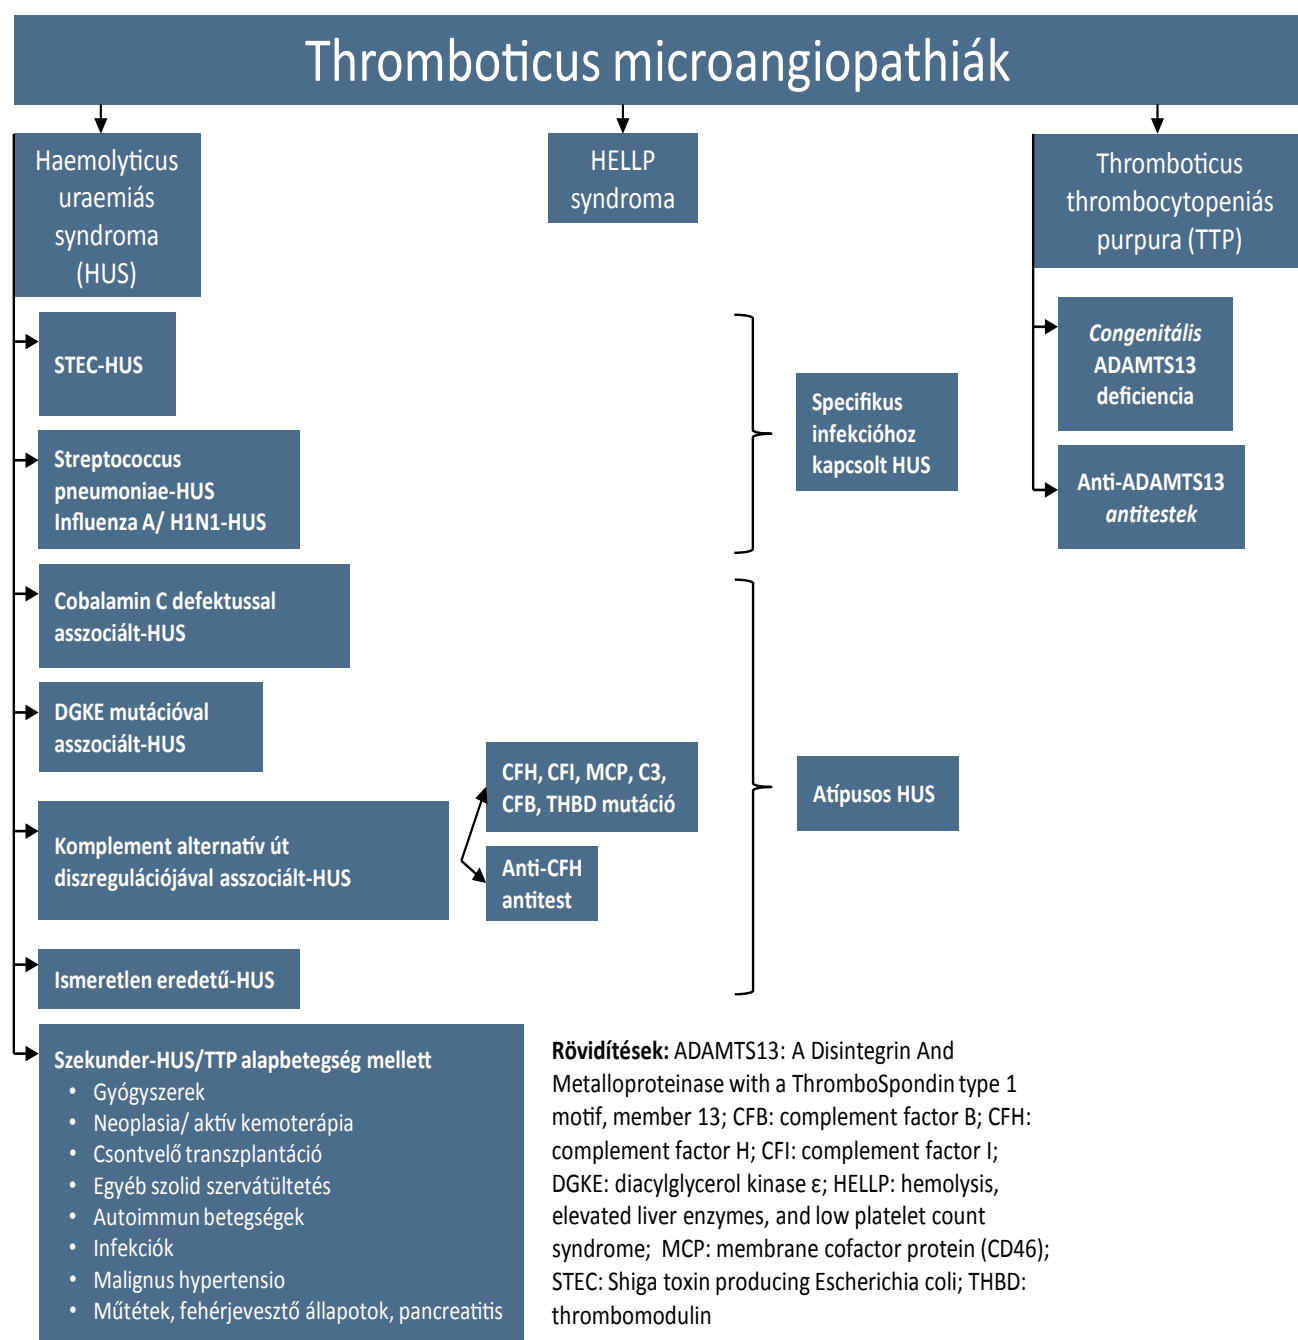 Thromboticus microangiopathiák
Haemolyticus
uraemiás
syndroma
(HUS)
HELLP
syndroma
Thromboticus
thrombocytopeniás
purpura (TTP)
STEC-HUS
Streptococcus
pneumoniae-HUS
Influenza A/ H1N1-HUS
Specifikus
infekcióhoz
kapcsolt HUS
Congenitális
ADAMTS13
deficiencia
Anti-ADAMTS13
antitestek
Cobalamin C defektussal
asszociált-HUS
DGKE mutációval
asszociált-HUS
Komplement alternatív út
diszregulációjával asszociált-HUS
CFH, CFI, MCP, C3,
CFB, THBD mutáció
Anti-CFH
antitest
Atípusos HUS
Ismeretlen eredetű-HUS
Szekunder-HUS/TTP alapbetegség mellett
• Gyógyszerek
• Neoplasia/ aktív kemoterápia
• Csontvelő transzplantáció
• Egyéb szolid szervátültetés
• Autoimmun betegségek
• Infekciók
• Malignus hypertensio
• Műtétek, fehérjevesztő állapotok, pancreatitis
Rövidítések: ADAMTS13: A Disintegrin And
Metalloproteinase with a ThromboSpondin type 1
motif, member 13; CFB: complement factor B; CFH:
complement factor H; CFI: complement factor I;
DGKE: diacylglycerol kinase ε; HELLP: hemolysis,
elevated liver enzymes, and low platelet count
syndrome; MCP: membrane cofactor protein (CD46);
STEC: Shiga toxin producing Escherichia coli; THBD:
thrombomodulin